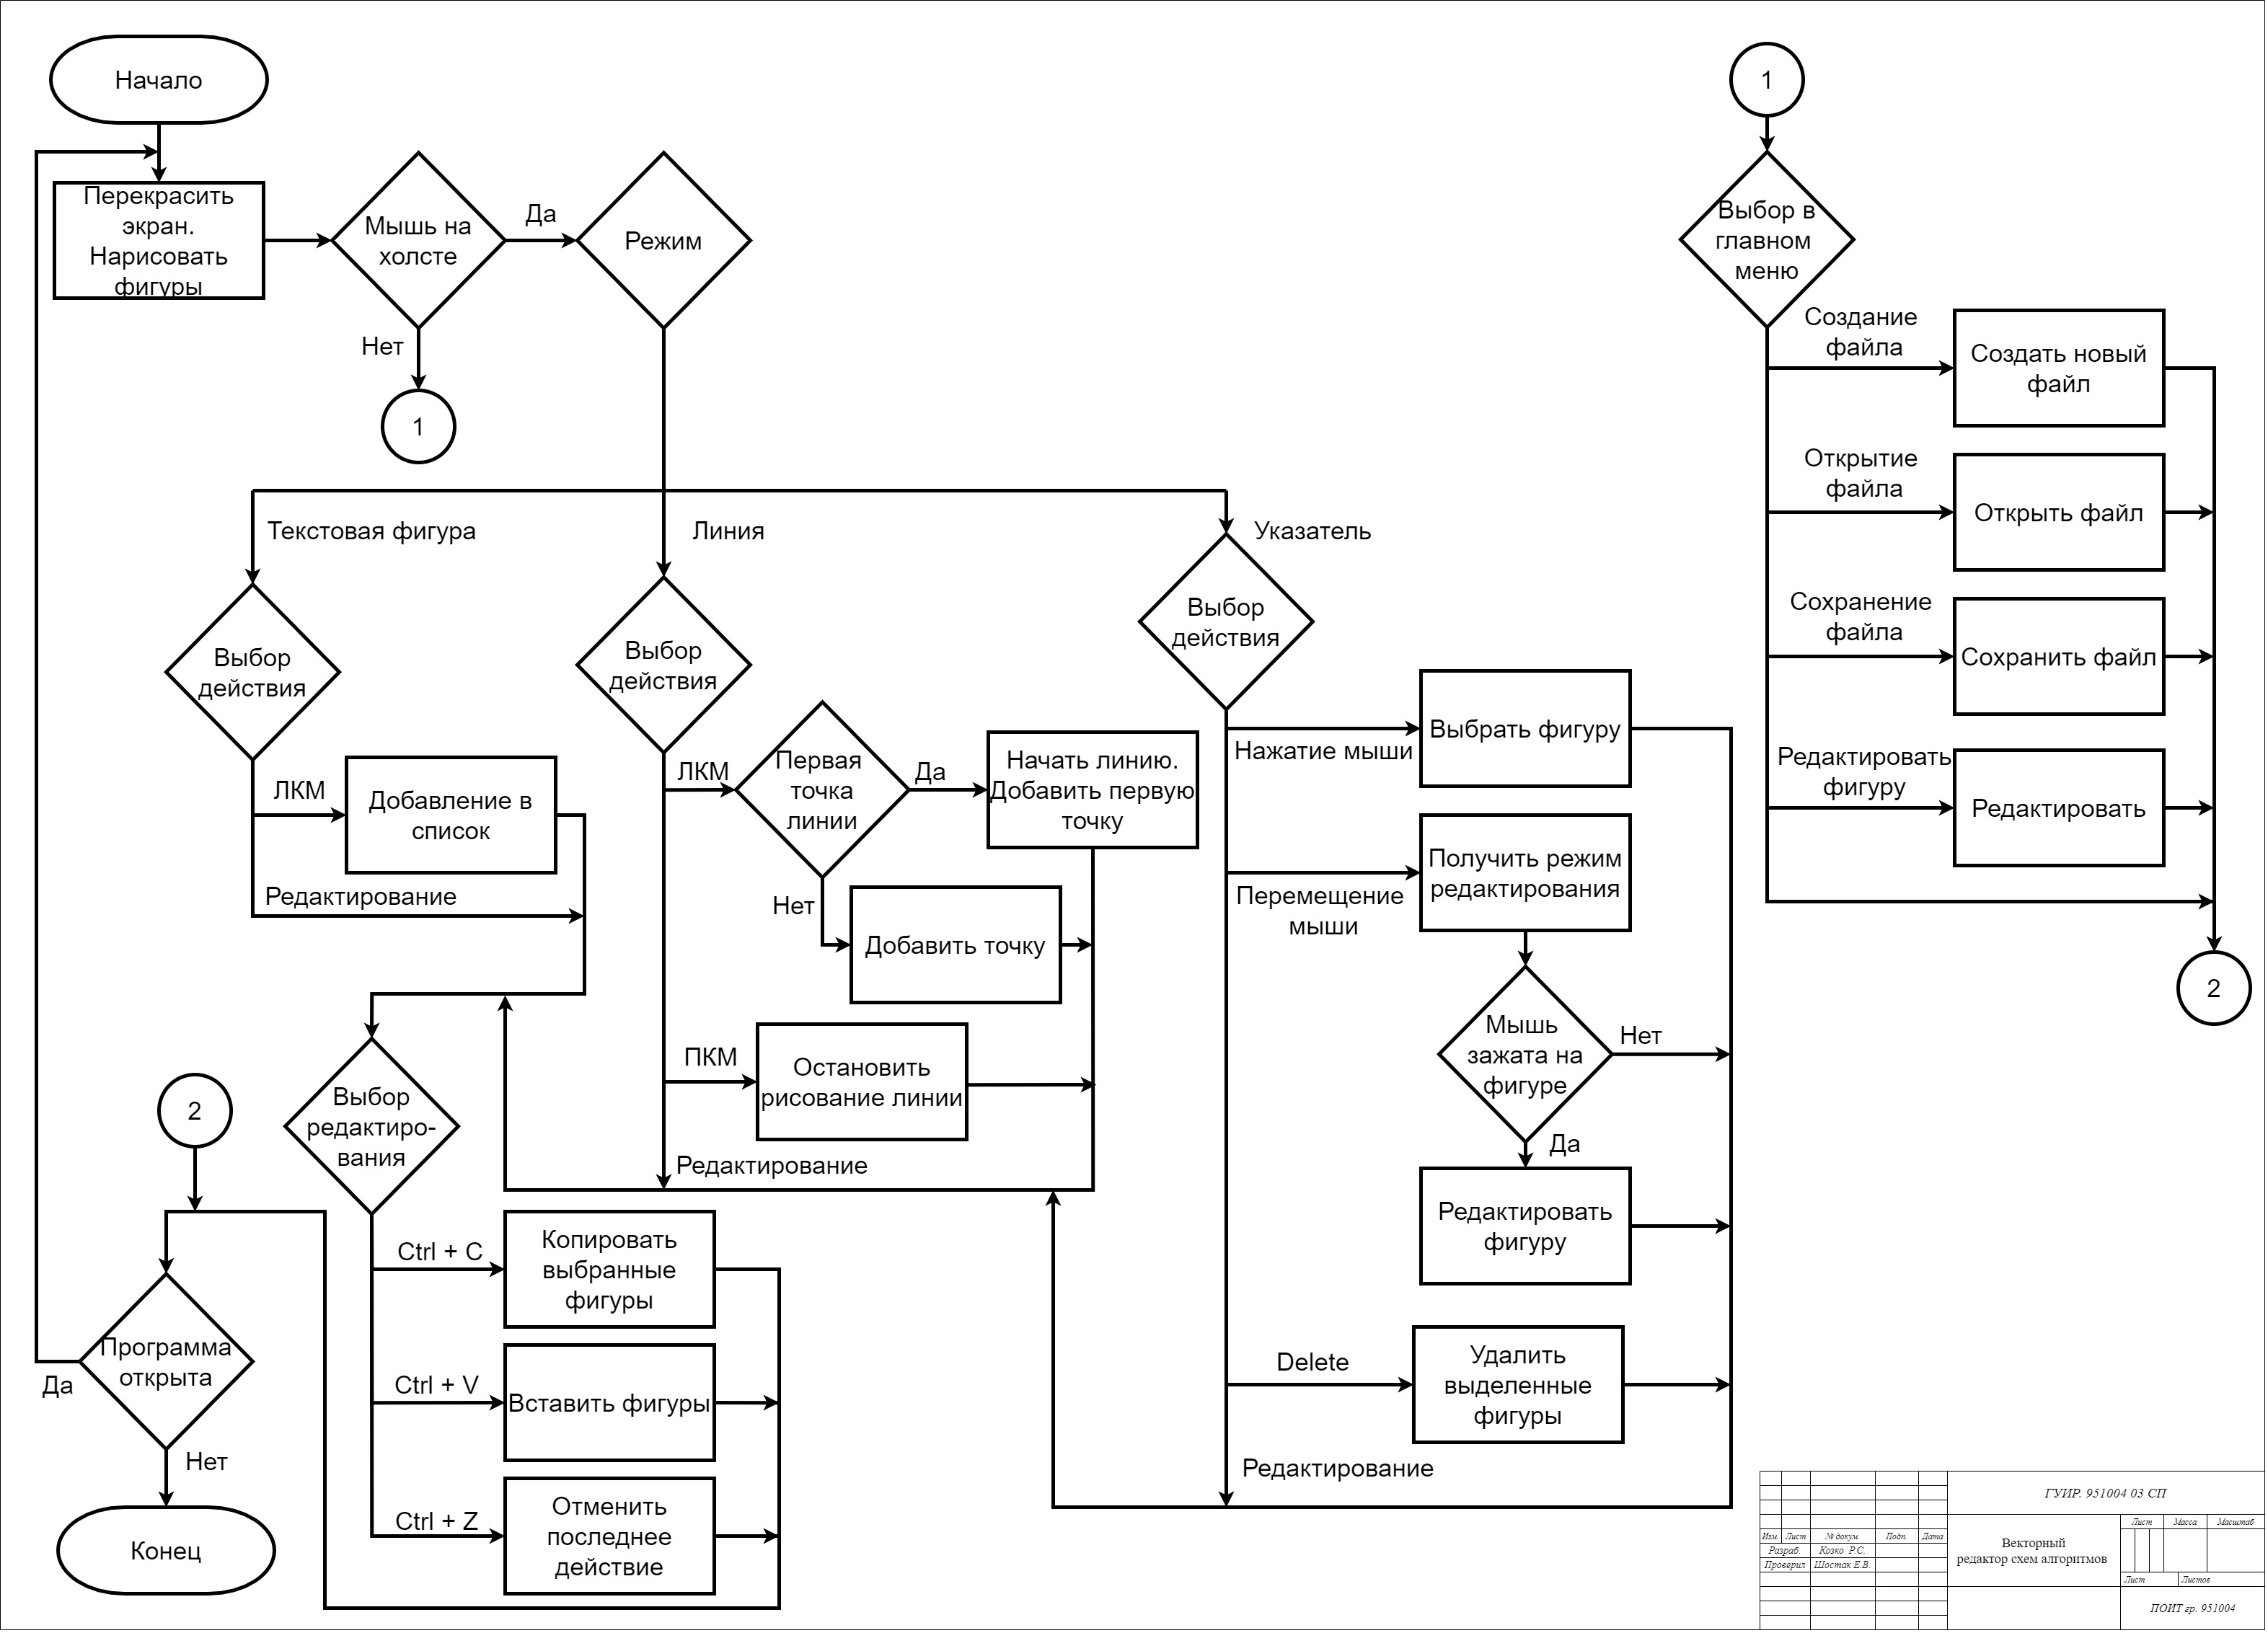 Начало
Перекрасить
экран.
Нарисовать
фигуры
Мышь на
холсте
Да
Режим
Нет
1
1
Выбор в
главном
меню
Создание
файла
Создать новый
файл
Открытие
файла
Открыть файл
Сохранение
файла
Сохранить файл
Редактировать
фигуру
Редактировать
2
Текстовая фигура
Линия
Указатель
Выбор
действия
ЛКМ
Добавление в
список
Редактирование
Выбор
действия
ЛКМ
Первая
точка
линии
Да
Начать линию.
Добавить первую
точку
Нет
Добавить точку
ПКМ
Остановить
рисование линии
Редактирование
Выбор
действия
Нажатие мыши
Выбрать фигуру
Перемещение
мыши
Получить режим
редактирования
Мышь
зажата на
фигуре
Нет
Да
Редактировать
фигуру
Delete
Удалить
выделенные
фигуры
Редактирование
Выбор
редактиро-
вания
Ctrl + C
Копировать
выбранные
фигуры
Ctrl + V
Вставить фигуры
Ctrl + Z
Отменить
последнее
действие
2
Программа
открыта
Да
Нет
Конец
ГУИР. 951004 03 СП
Изм. Лист № докум. Подп. Дата
Разраб. Козко Р.С.
Проверил Шостак Е.В.
Векторный
редактор схем алгоритмов
Лист Масса Масштаб
Лист Листов
ПОИТ гр. 951004